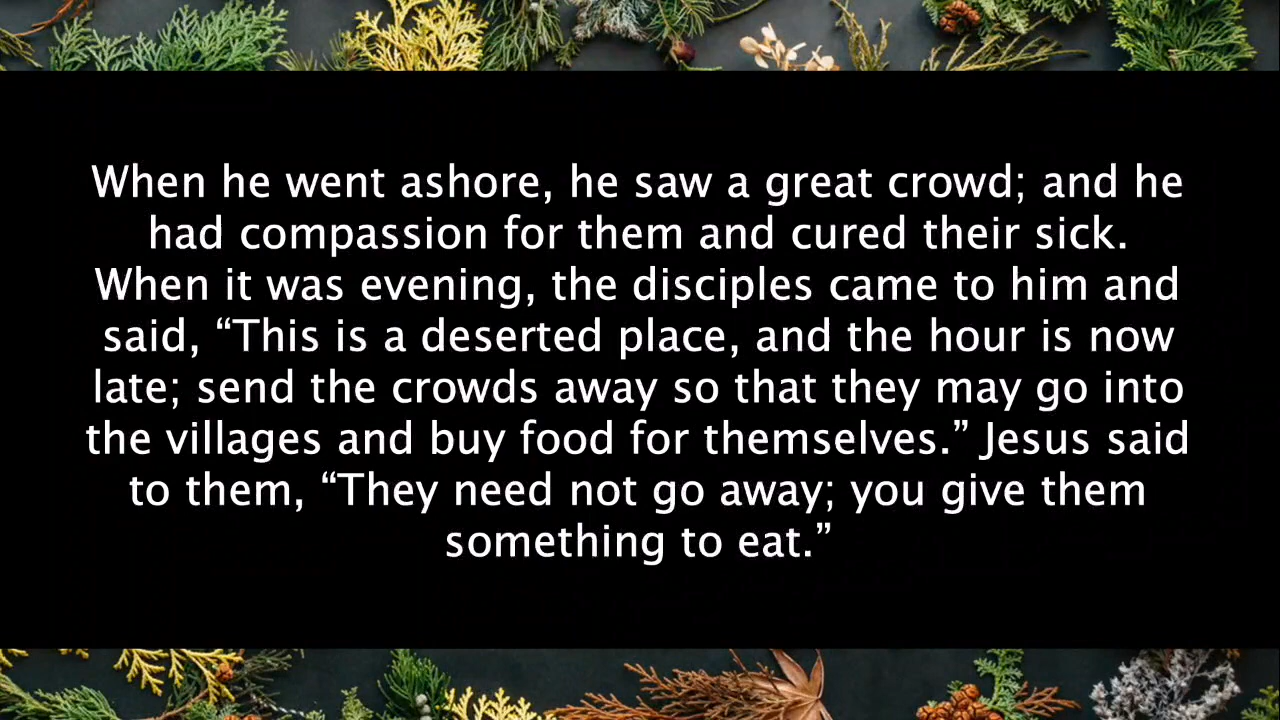 When he went ashore, he saw a great crowd; and he
had compassion for them and cured their sick.
When it was evening, the disciples came to him and
said, “This is a deserted place, and the hour is now
late; send the crowds away so that they may go into
the villages and buy food for themselves.” Jesus said
to them, “They need not go away; you give them
something to eat.”